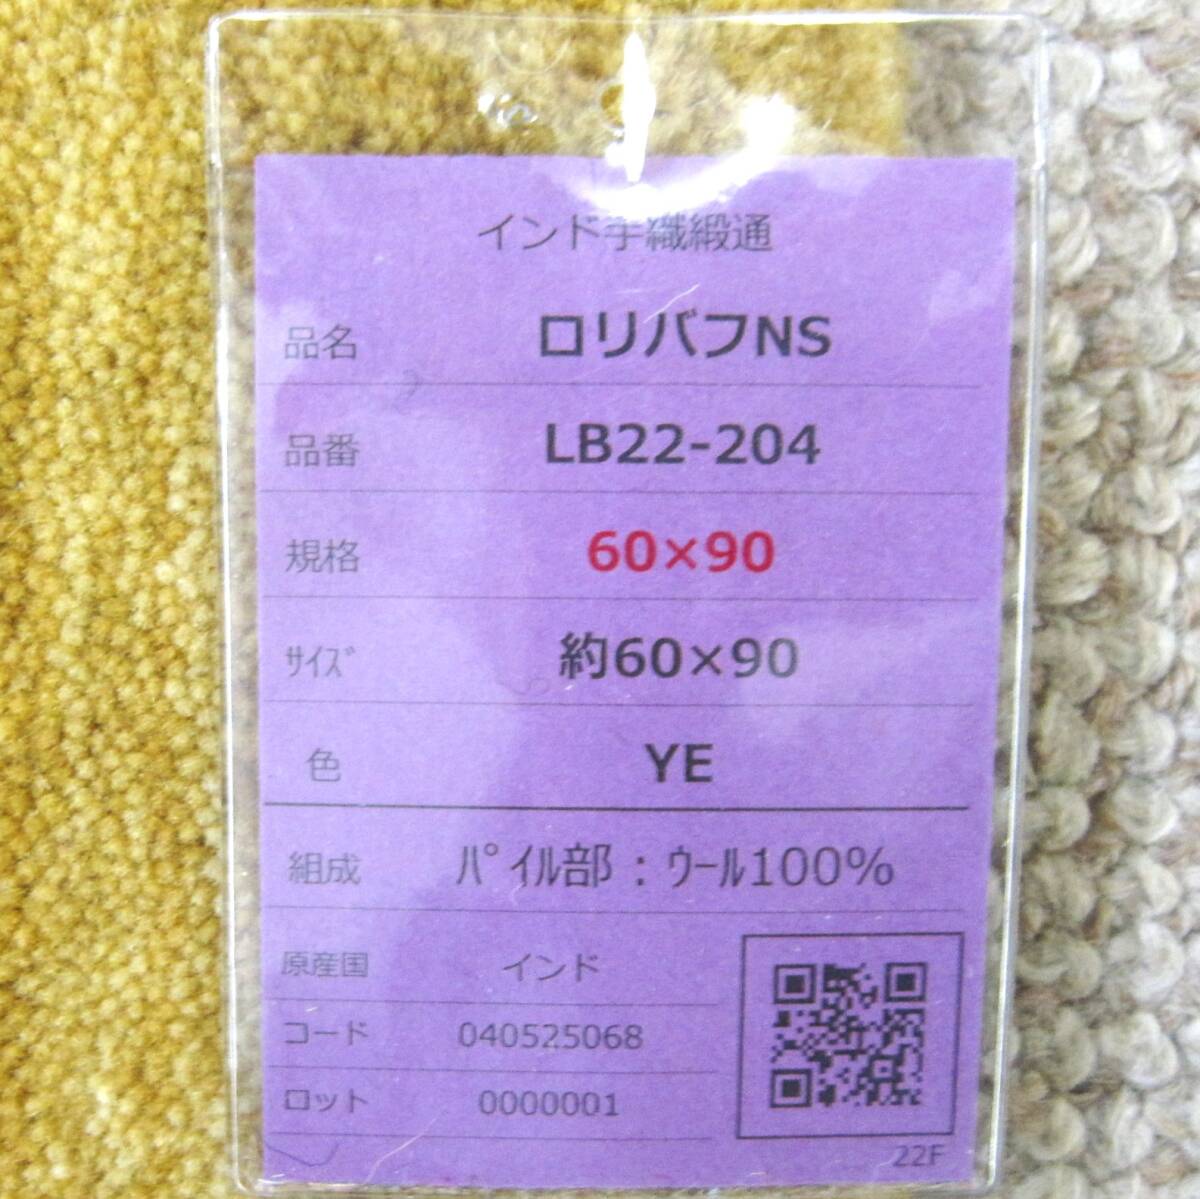 インド手織緞通
品名 ロリバフNS
品番 LB22-204
規格 60×90
ｻｲｽﾞ 約60×90
色 YE
組成 ﾊﾟｲﾙ部：ｳｰﾙ100%
原産国 インド
コード 040525068
ロット 0000001
22F